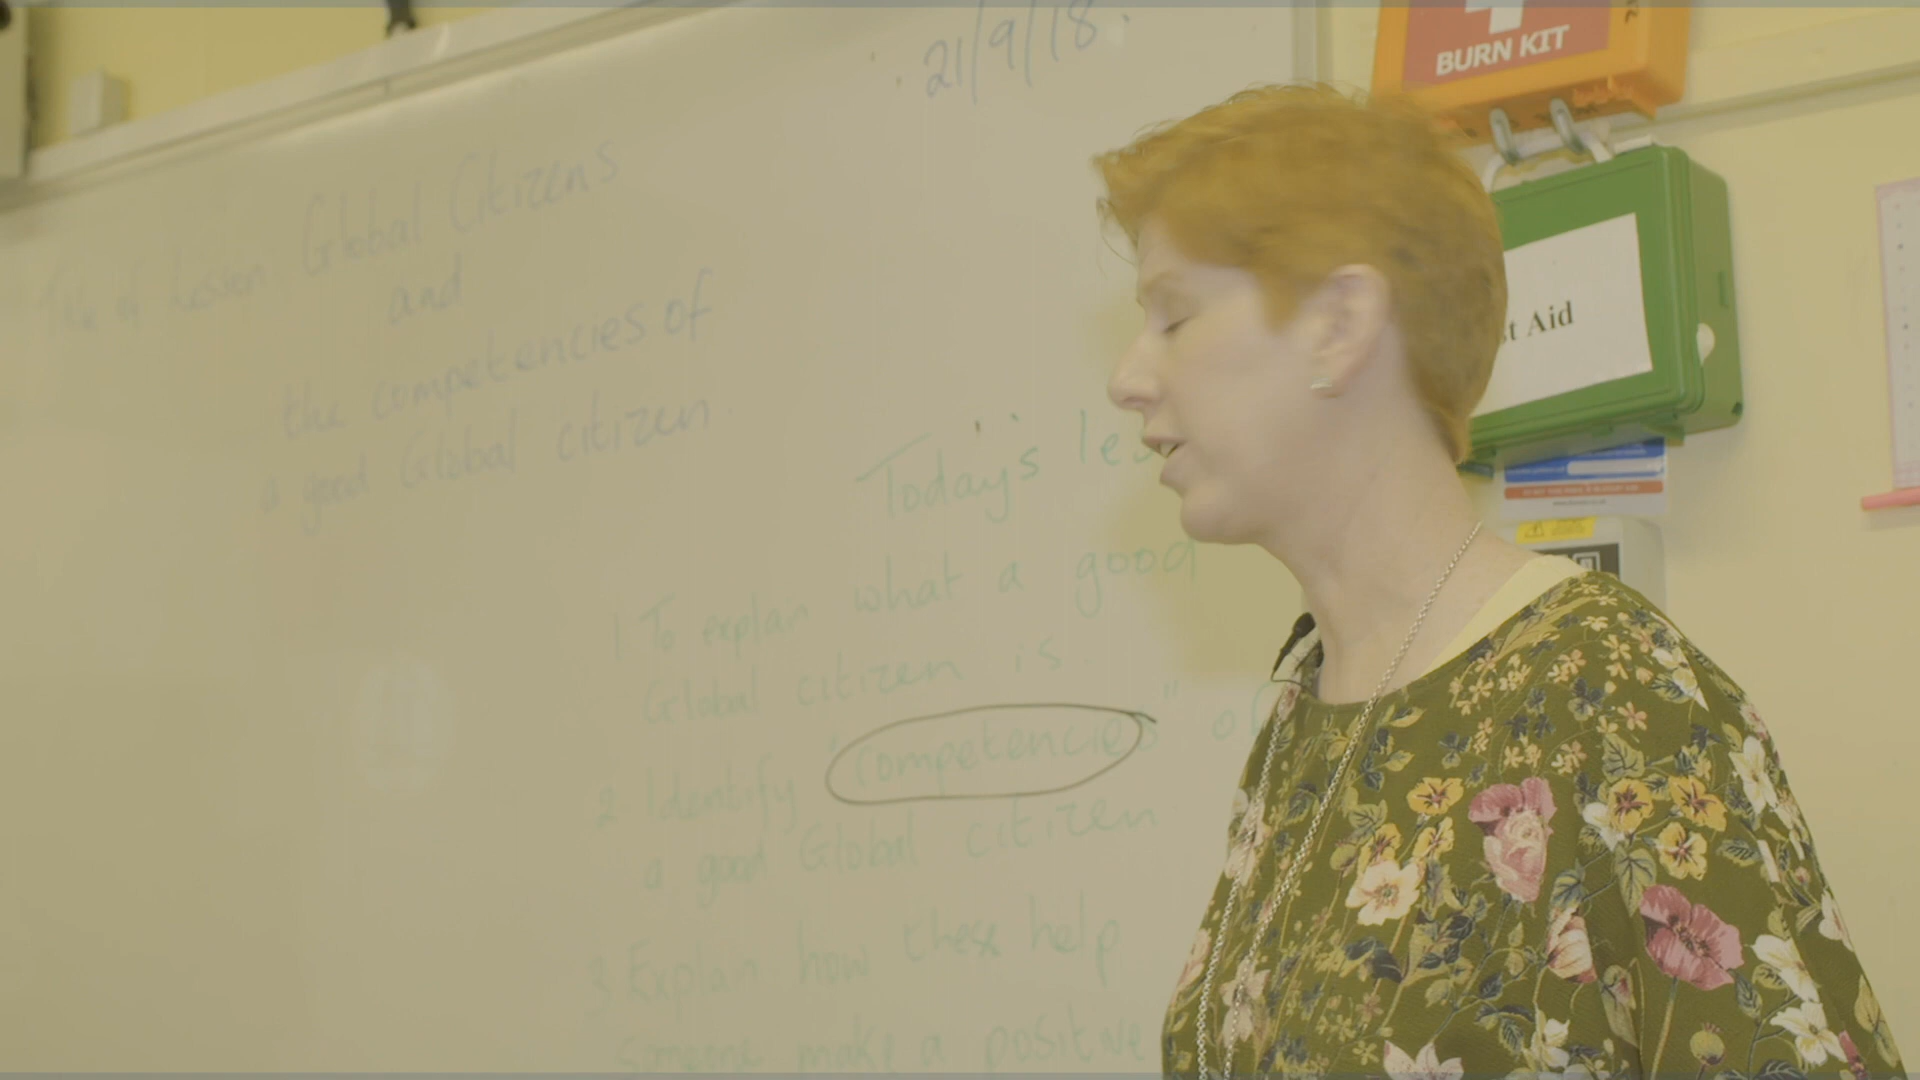 21/9/18.
Title of Lesson Global Citizens
and
the competencies of
a good Global citizen.
Today's les
1 To explain what a good
Global citizen is
2 Identify "competencies" of
a good Global citizen
3 Explain how these help
someone make a positive
BURN KIT
st Aid